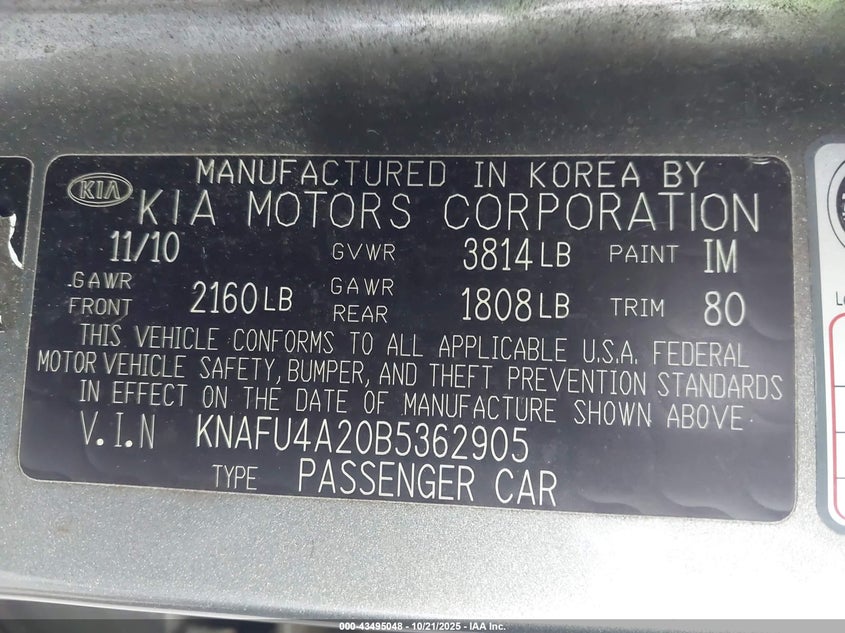 MANUFACTURED IN KOREA BY
KIA KIA MOTORS CORPORATION
11/10 GVWR 3814 LB PAINT IM
GAWR FRONT 2160 LB GAWR REAR 1808 LB TRIM 80
THIS VEHICLE CONFORMS TO ALL APPLICABLE U.S.A. FEDERAL
MOTOR VEHICLE SAFETY, BUMPER, AND THEFT PREVENTION STANDARDS
IN EFFECT ON THE DATE OF MANUFACTURE SHOWN ABOVE.
V.I.N KNAFU4A20B5362905
TYPE PASSENGER CAR
000-43495048 - 10/21/2025 - IAA Inc.